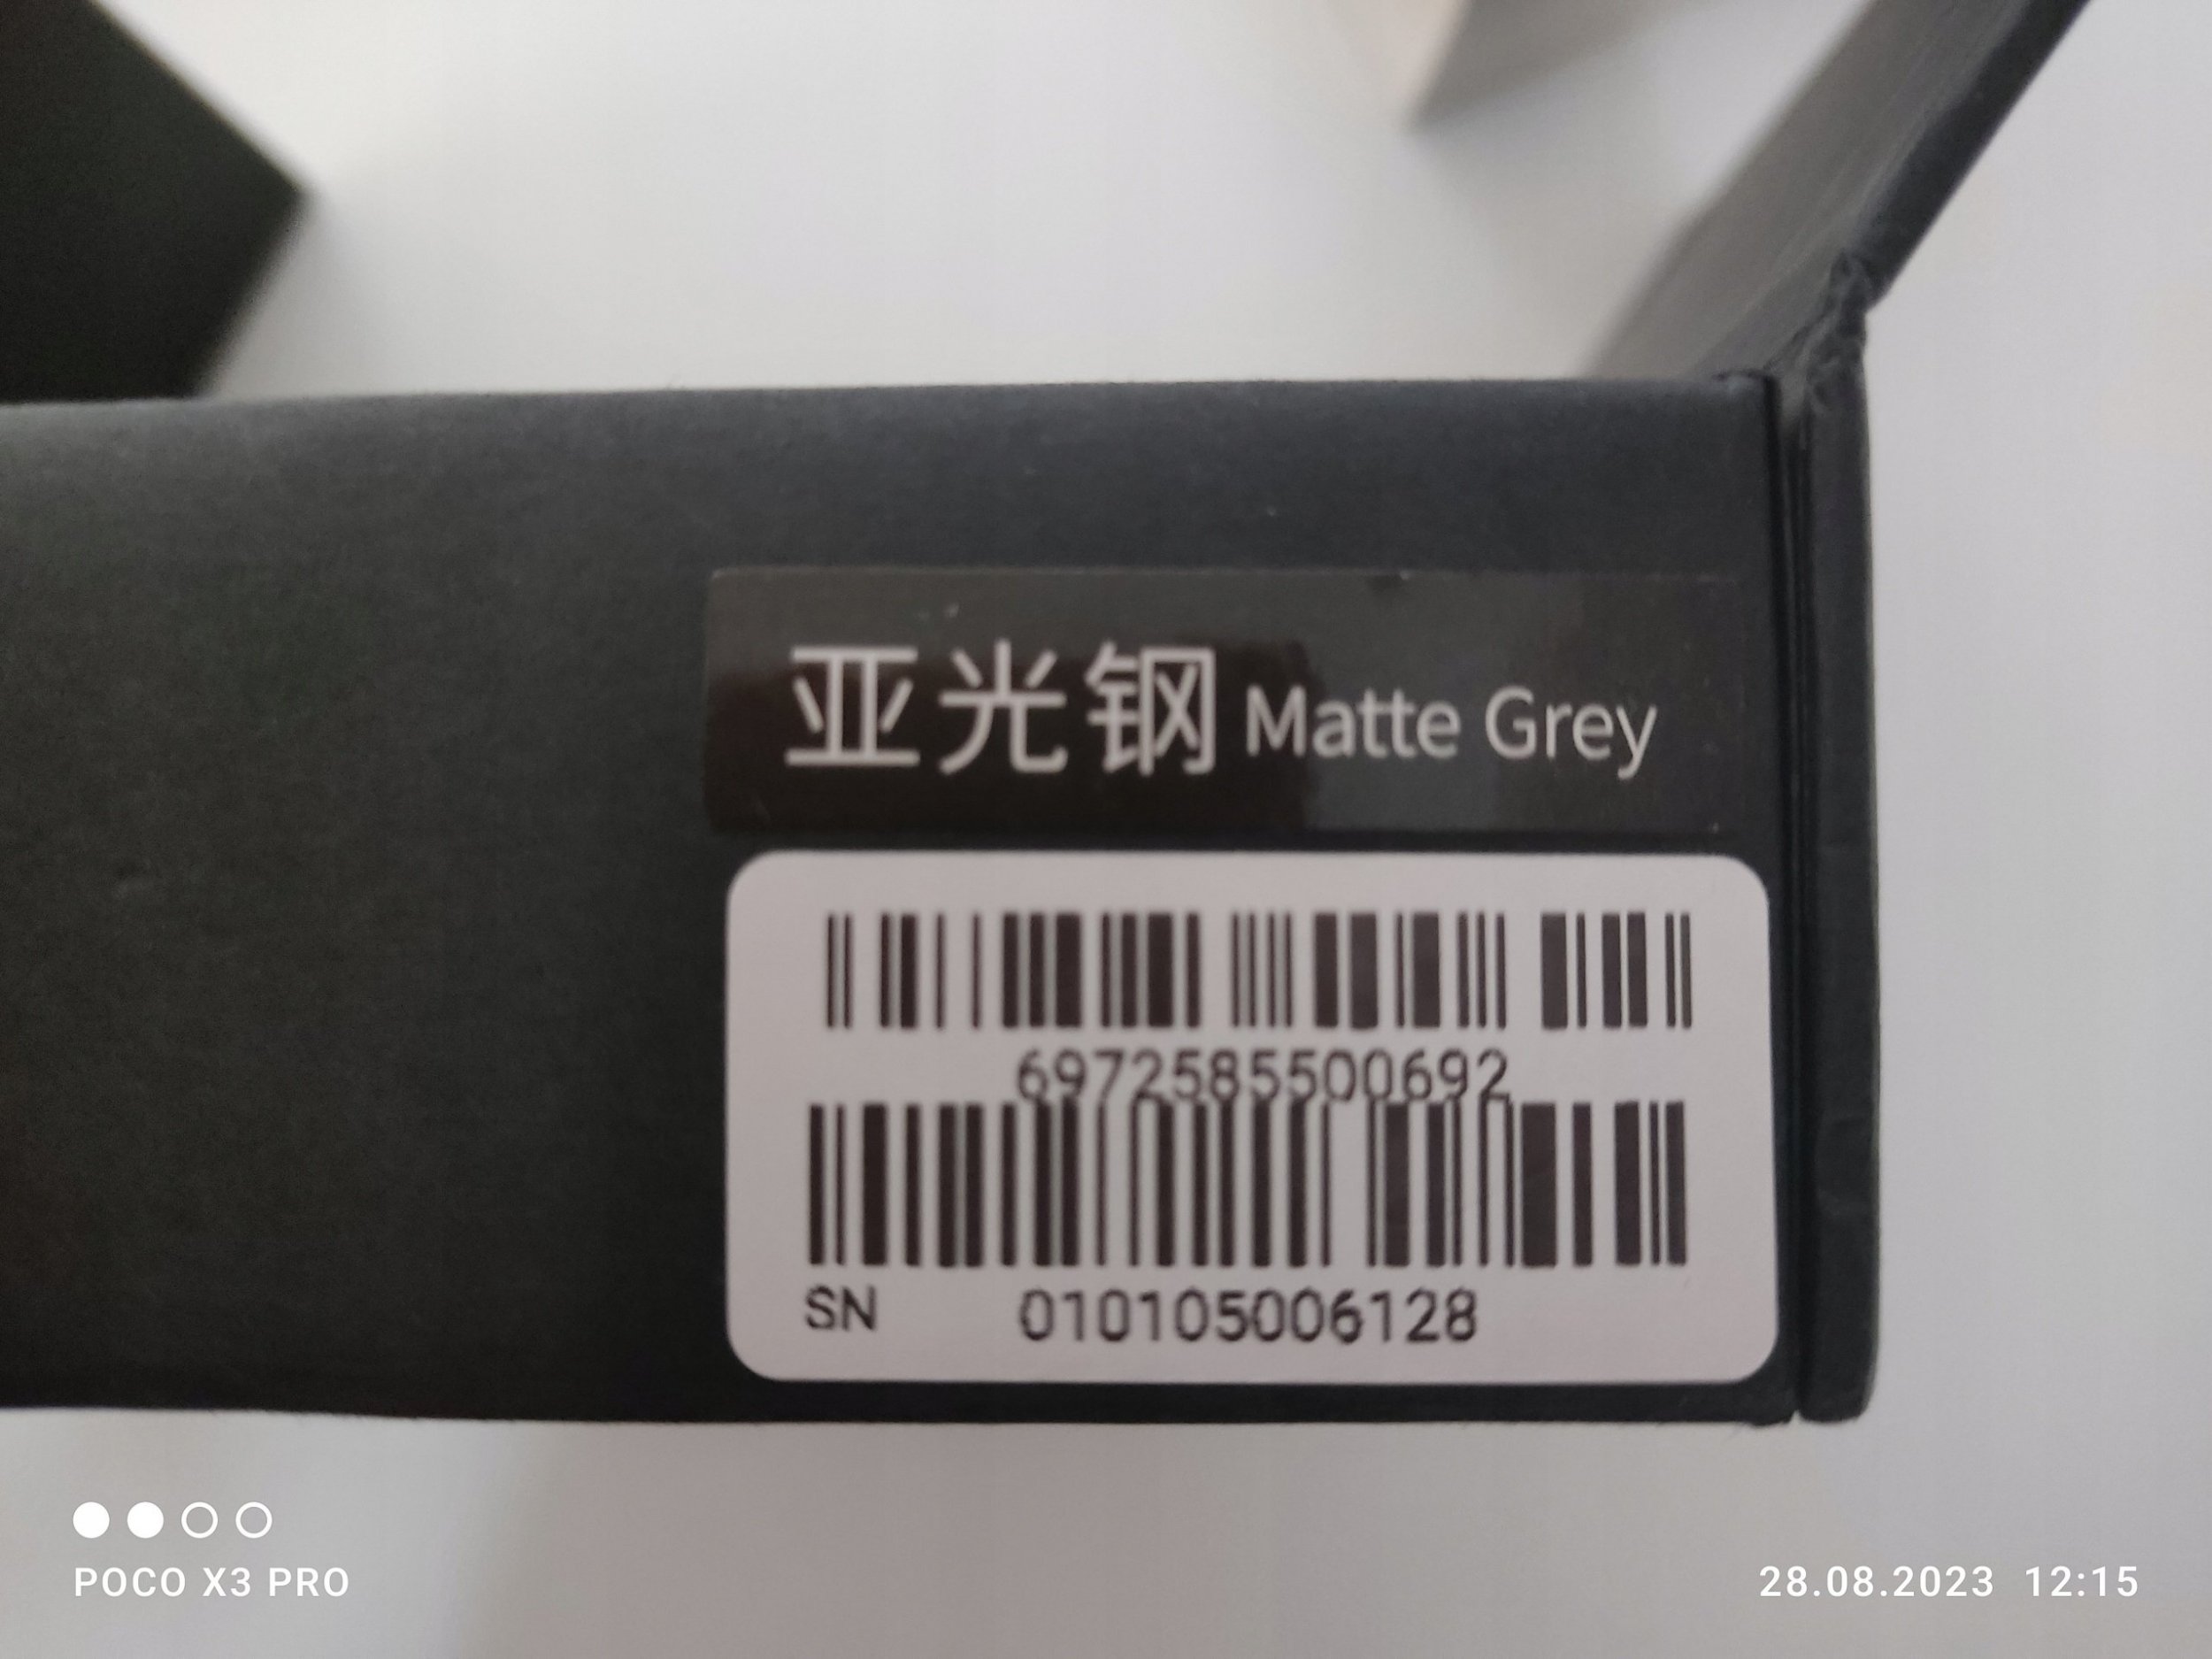 亚光钢 Matte Grey
6972585500692
SN 010105006128
POCO X3 PRO
28.08.2023 12:15